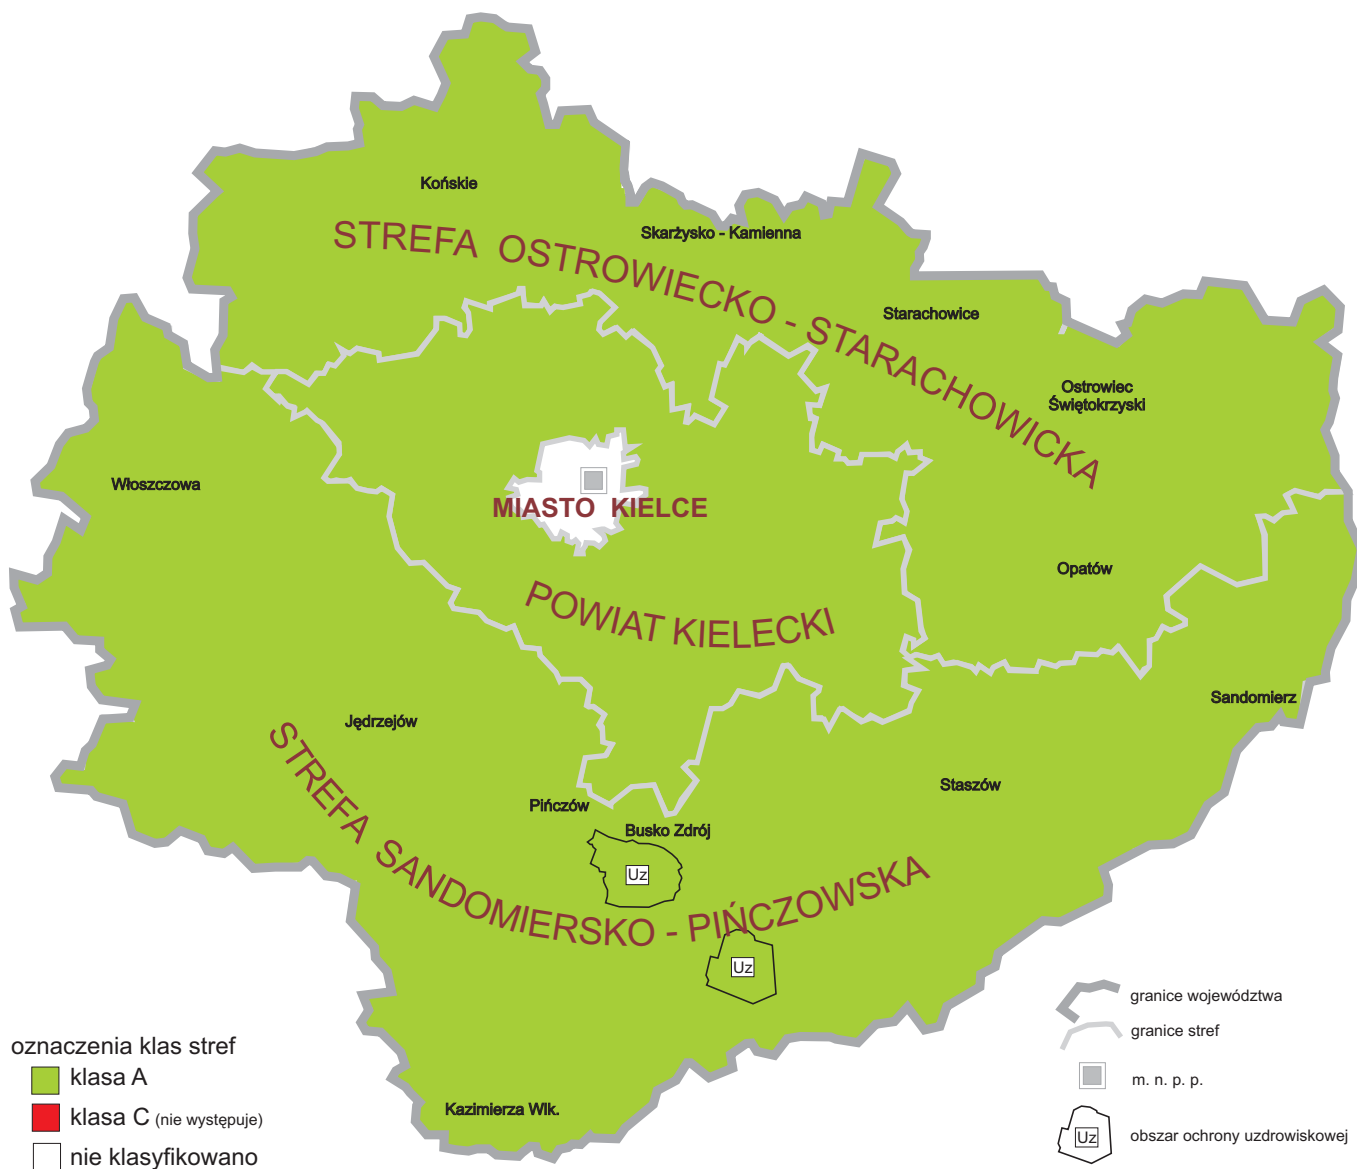 Końskie
Skarżysko - Kamienna
STREFA OSTROWIECKO - STARACHOWICKA
Starachowice
Ostrowiec
Świętokrzyski
Włoszczowa
MIASTO KIELCE
Opatów
POWIAT KIELECKI
Sandomierz
Jędrzejów
Staszów
Pińczów
Busko Zdrój
Uz
STREFA SANDOMIERSKO - PIŃCZOWSKA
Uz
Kazimierza Wlk.
oznaczenia klas stref
klasa A
klasa C (nie występuje)
nie klasyfikowano
granice województwa
granice stref
m. n. p. p.
Uz
obszar ochrony uzdrowiskowej